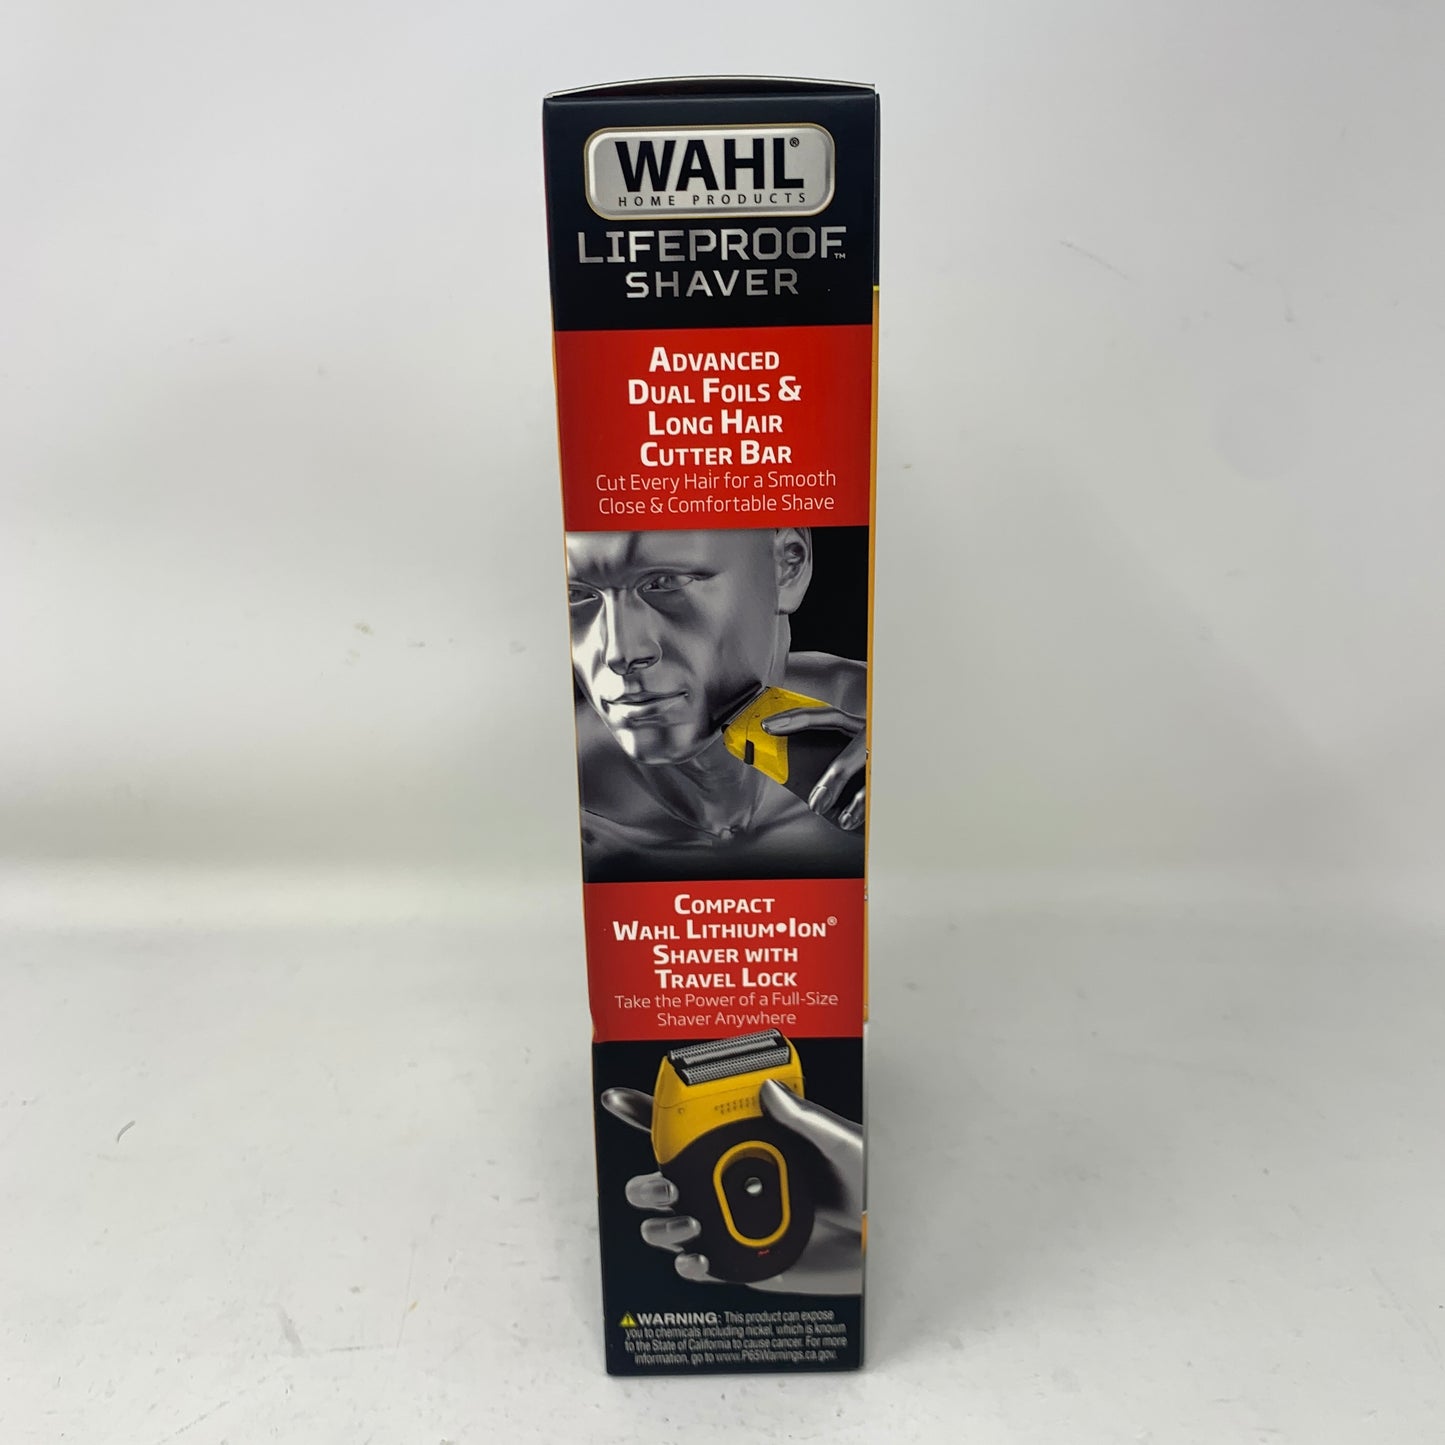 WAHL®
HOME PRODUCTS
LIFEPROOF™
SHAVER
ADVANCED
DUAL FOILS &
LONG HAIR
CUTTER BAR
Cut Every Hair for a Smooth
Close & Comfortable Shave
COMPACT
WAHL LITHIUM•ION®
SHAVER WITH
TRAVEL LOCK
Take the Power of a Full-Size
Shaver Anywhere
WARNING: This product can expose
you to chemicals including nickel, which is known
to the State of California to cause cancer. For more
information, go to www.P65Warnings.ca.gov.